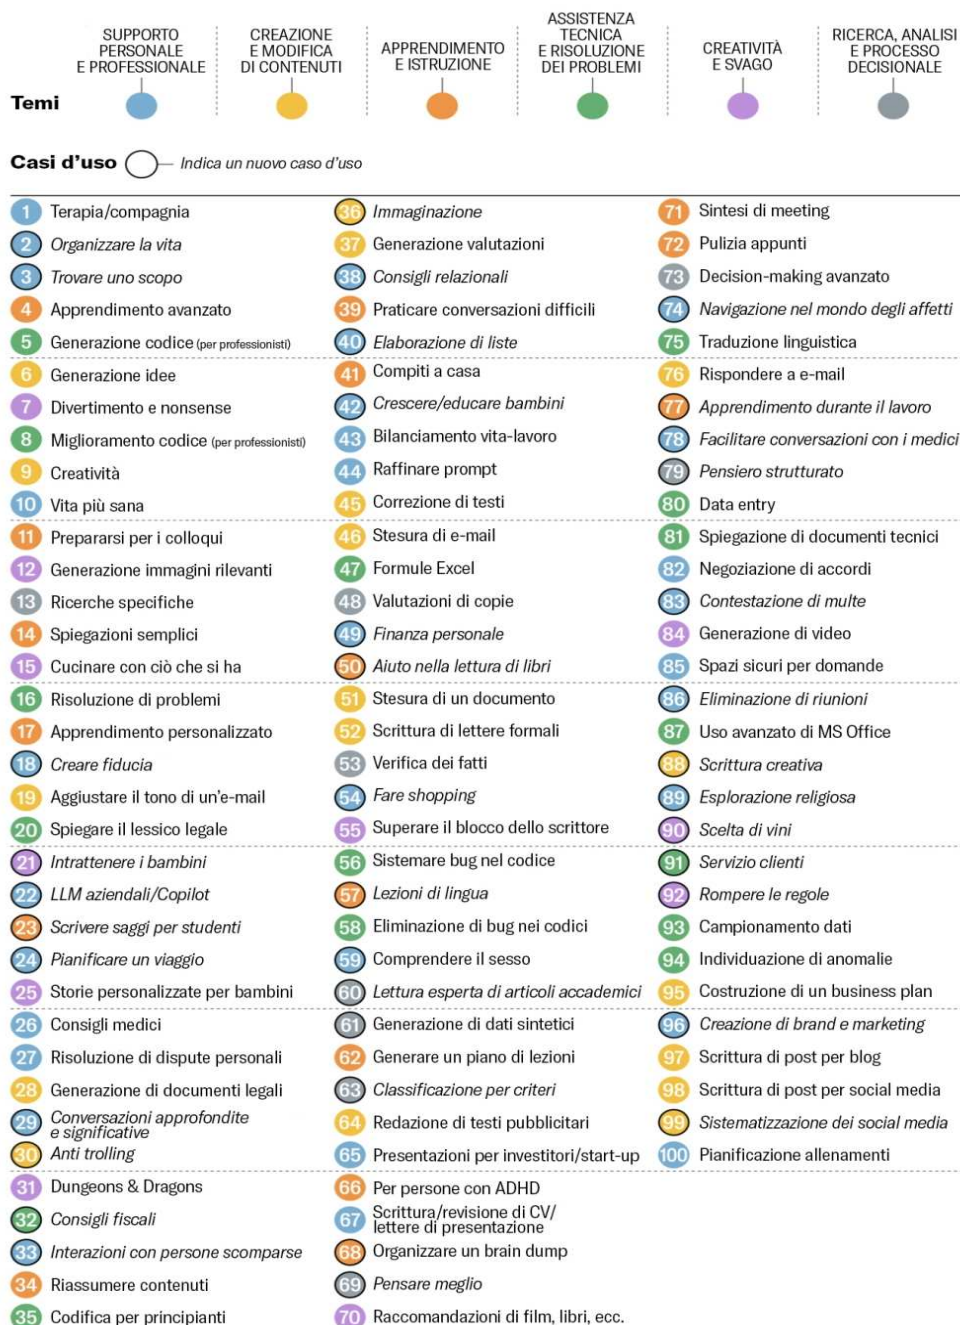 SUPPORTO
PERSONALE
E PROFESSIONALE
CREAZIONE
E MODIFICA
DI CONTENUTI
APPRENDIMENTO
E ISTRUZIONE
ASSISTENZA
TECNICA
E RISOLUZIONE
DEI PROBLEMI
CREATIVITÀ
E SVAGO
RICERCA, ANALISI
E PROCESSO
DECISIONALE
Temi
Casi d'uso Indica un nuovo caso d'uso
1 Terapia/compagnia
2 Organizzare la vita
3 Trovare uno scopo
4 Apprendimento avanzato
5 Generazione codice (per professionisti)
6 Generazione idee
7 Divertimento e nonsense
8 Miglioramento codice (per professionisti)
9 Creatività
10 Vita più sana
11 Prepararsi per i colloqui
12 Generazione immagini rilevanti
13 Ricerche specifiche
14 Spiegazioni semplici
15 Cucinare con ciò che si ha
16 Risoluzione di problemi
17 Apprendimento personalizzato
18 Creare fiducia
19 Aggiustare il tono di un'e-mail
20 Spiegare il lessico legale
21 Intrattenere i bambini
22 LLM aziendali/Copilot
23 Scrivere saggi per studenti
24 Pianificare un viaggio
25 Storie personalizzate per bambini
26 Consigli medici
27 Risoluzione di dispute personali
28 Generazione di documenti legali
29 Conversazioni approfondite
e significative
30 Anti trolling
31 Dungeons & Dragons
32 Consigli fiscali
33 Interazioni con persone scomparse
34 Riassumere contenuti
35 Codifica per principianti
36 Immaginazione
37 Generazione valutazioni
38 Consigli relazionali
39 Praticare conversazioni difficili
40 Elaborazione di liste
41 Compiti a casa
42 Crescere/educare bambini
43 Bilanciamento vita-lavoro
44 Raffinare prompt
45 Correzione di testi
46 Stesura di e-mail
47 Formule Excel
48 Valutazioni di copie
49 Finanza personale
50 Aiuto nella lettura di libri
51 Stesura di un documento
52 Scrittura di lettere formali
53 Verifica dei fatti
54 Fare shopping
55 Superare il blocco dello scrittore
56 Sistemare bug nel codice
57 Lezioni di lingua
58 Eliminazione di bug nei codici
59 Comprendere il sesso
60 Lettura esperta di articoli accademici
61 Generazione di dati sintetici
62 Generare un piano di lezioni
63 Classificazione per criteri
64 Redazione di testi pubblicitari
65 Presentazioni per investitori/start-up
66 Per persone con ADHD
67 Scrittura/revisione di CV/
lettere di presentazione
68 Organizzare un brain dump
69 Pensare meglio
70 Raccomandazioni di film, libri, ecc.
71 Sintesi di meeting
72 Pulizia appunti
73 Decision-making avanzato
74 Navigazione nel mondo degli affetti
75 Traduzione linguistica
76 Rispondere a e-mail
77 Apprendimento durante il lavoro
78 Facilitare conversazioni con i medici
79 Pensiero strutturato
80 Data entry
81 Spiegazione di documenti tecnici
82 Negoziazione di accordi
83 Contestazione di multe
84 Generazione di video
85 Spazi sicuri per domande
86 Eliminazione di riunioni
87 Uso avanzato di MS Office
88 Scrittura creativa
89 Esplorazione religiosa
90 Scelta di vini
91 Servizio clienti
92 Rompere le regole
93 Campionamento dati
94 Individuazione di anomalie
95 Costruzione di un business plan
96 Creazione di brand e marketing
97 Scrittura di post per blog
98 Scrittura di post per social media
99 Sistematizzazione dei social media
100 Pianificazione allenamenti